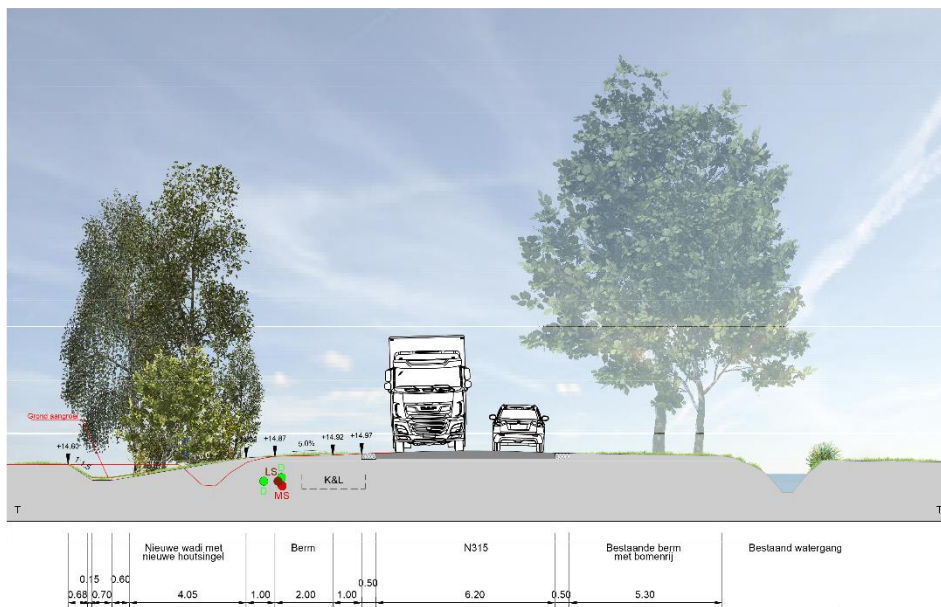 Grond aangroei
+14.60
1:1.5
+14.87
5.0%
+14.92
+14.97
LS
MS
K&L
T
T
Nieuwe wadi met
nieuwe houtsingel
Berm
N315
Bestaande berm
met bomenrij
Bestaand watergang
0.15
0.60
0.50
0.68
0.70
4.05
1.00
2.00
1.00
6.20
0.50
5.30